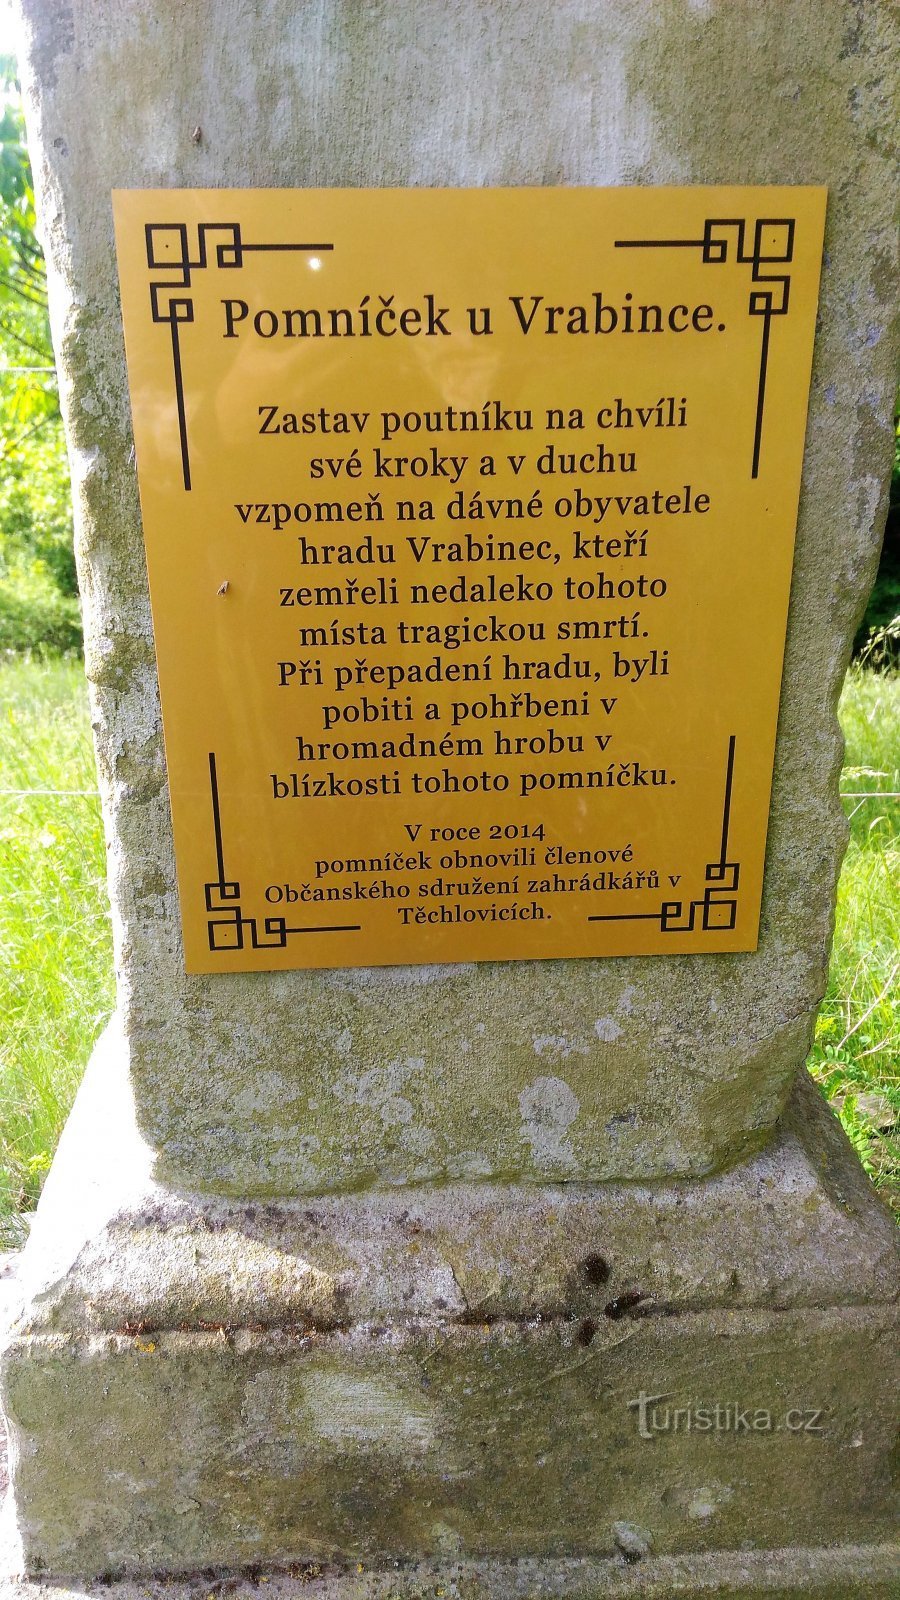 Pomníček u Vrabince.
Zastav poutníku na chvíli
své kroky a v duchu
vzpomeň na dávné obyvatele
hradu Vrabinec, kteří
zemřeli nedaleko tohoto
místa tragickou smrtí.
Při přepadení hradu, byli
pobiti a pohřbeni v
hromadném hrobu v
blízkosti tohoto pomníčku.
V roce 2014
pomníček obnovili členové
Občanského sdružení zahrádkářů v
Těchlovicích.
Turistika.cz